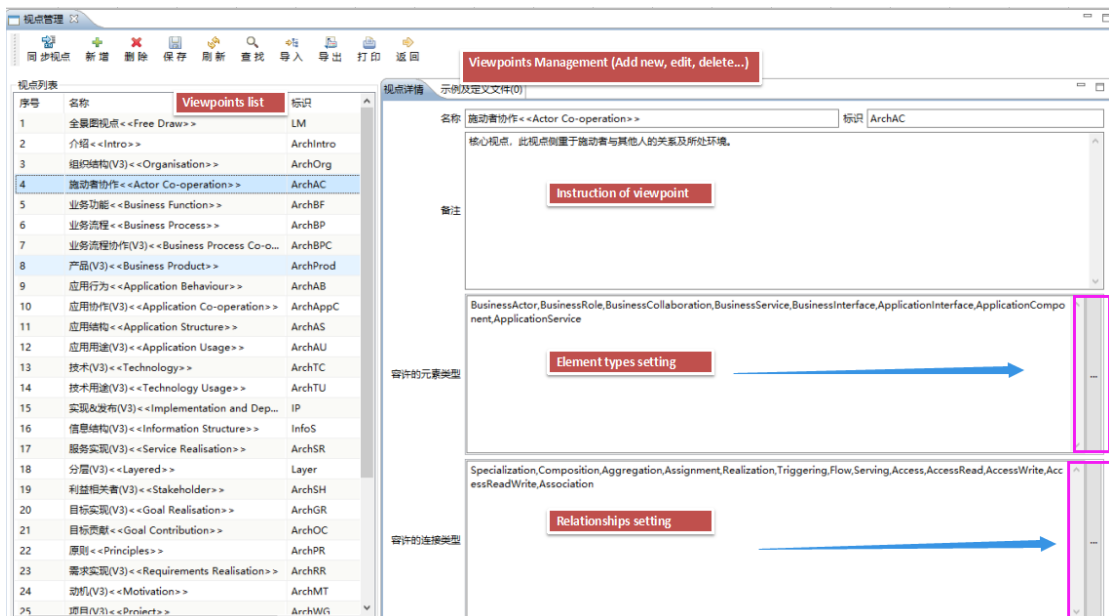 视点管理
同步视点 新增 删除 保存 刷新 查找 导入 导出 打印 返回
Viewpoints Management (Add new, edit, delete...)
视点列表
序号 名称 标识
Viewpoints list
1 全景图视点<<Free Draw>> LM
2 介绍<<Intro>> ArchIntro
3 组织结构(V3)<<Organisation>> ArchOrg
4 施动者协作<<Actor Co-operation>> ArchAC
5 业务功能<<Business Function>> ArchBF
6 业务流程<<Business Process>> ArchBP
7 业务流程协作(V3)<<Business Process Co-o... ArchBPC
8 产品(V3)<<Business Product>> ArchProd
9 应用行为<<Application Behaviour>> ArchAB
10 应用协作(V3)<<Application Co-operation>> ArchAppC
11 应用结构<<Application Structure>> ArchAS
12 应用用途(V3)<<Application Usage>> ArchAU
13 技术(V3)<<Technology>> ArchTC
14 技术用途(V3)<<Technology Usage>> ArchTU
15 实现&发布(V3)<<Implementation and Dep... IP
16 信息结构(V3)<<Information Structure>> InfoS
17 服务实现(V3)<<Service Realisation>> ArchSR
18 分层(V3)<<Layered>> Layer
19 利益相关者(V3)<<Stakeholder>> ArchSH
20 目标实现(V3)<<Goal Realisation>> ArchGR
21 目标贡献<<Goal Contribution>> ArchOC
22 原则<<Principles>> ArchPR
23 需求实现(V3)<<Requirements Realisation>> ArchRR
24 动机(V3)<<Motivation>> ArchMT
25 项目(V3)<<Project>> ArchWG
视点详情 示例及定义文件(0)
名称 施动者协作<<Actor Co-operation>> 标识 ArchAC
备注
核心视点，此视点侧重于施动者与其他人的关系及所处环境。
Instruction of viewpoint
容许的元素类型
BusinessActor,BusinessRole,BusinessCollaboration,BusinessService,BusinessInterface,ApplicationInterface,ApplicationCompo
nent,ApplicationService
Element types setting
...
容许的连接类型
Specialization,Composition,Aggregation,Assignment,Realization,Triggering,Flow,Serving,Access,AccessRead,AccessWrite,Acc
essReadWrite,Association
Relationships setting
...